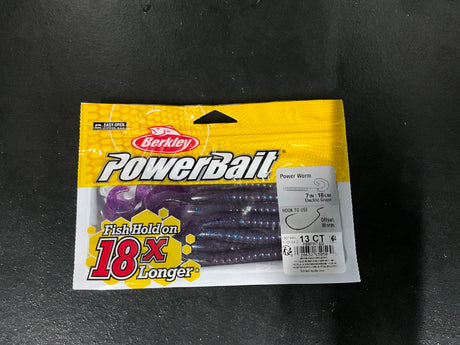 EASY OPEN
Berkley
PowerBait
Fish Hold on
18x
Longer
Power Worm
7 IN | 18 CM
Electric Grape
HOOK TO USE
Offset
Worm
13 CT